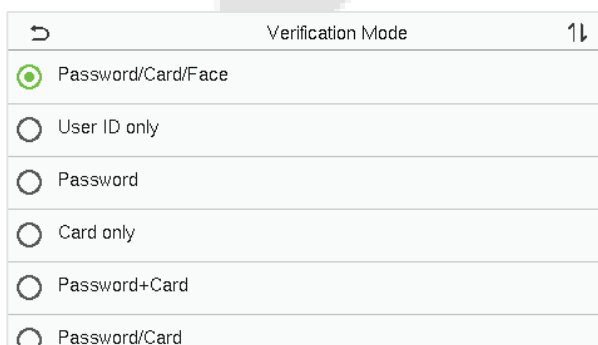 Verification Mode
Password/Card/Face
User ID only
Password
Card only
Password+Card
Password/Card